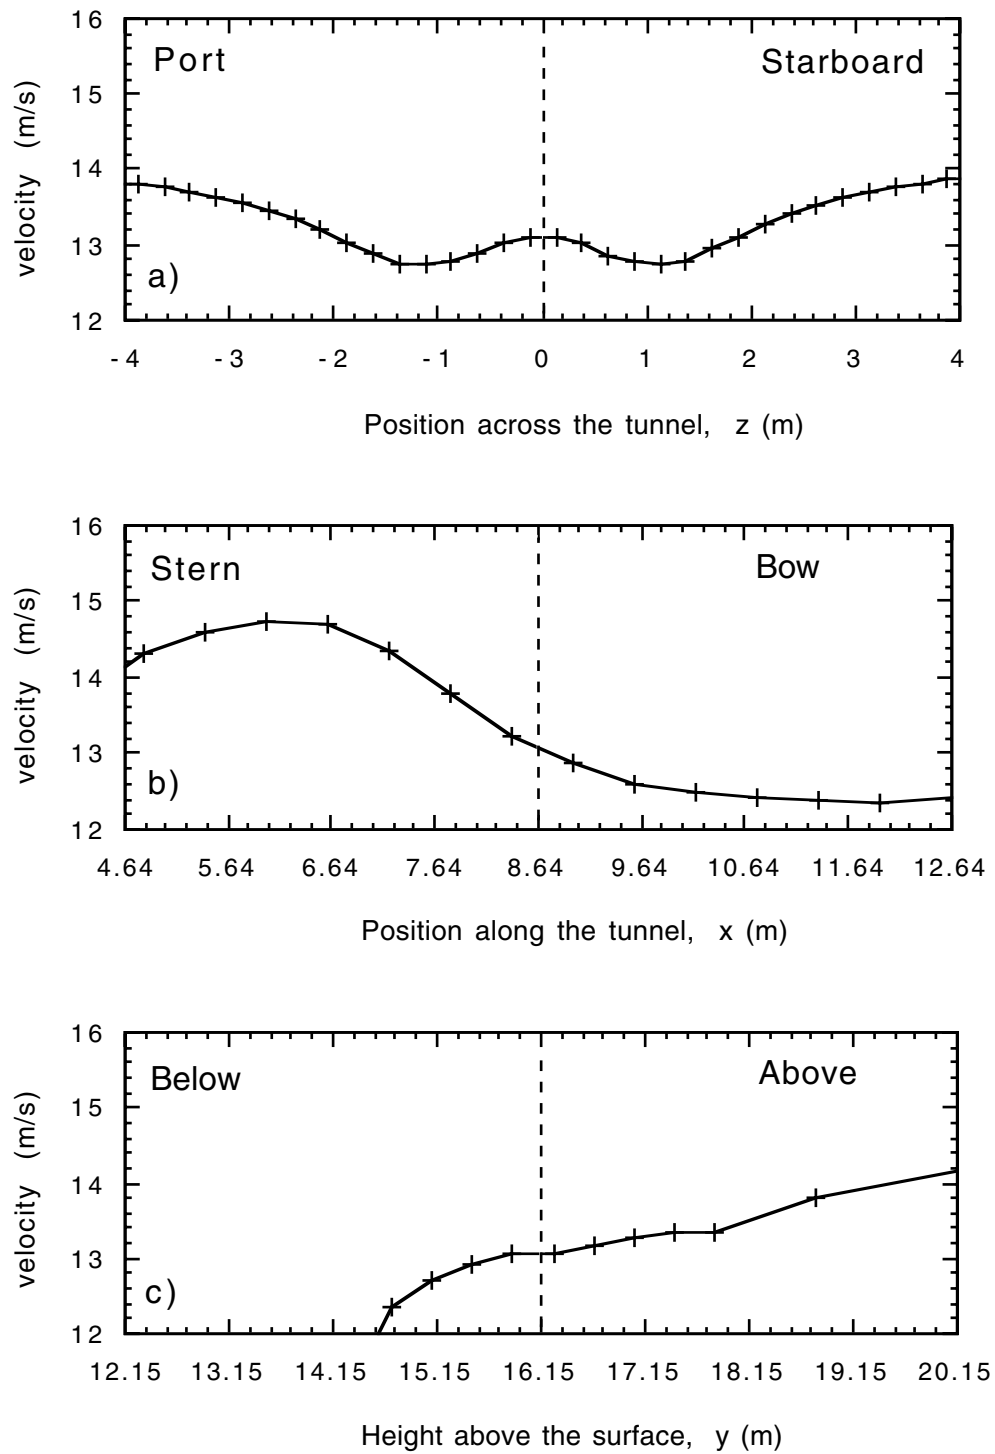 16
Port
Starboard
15
14
13
a)
12
velocity (m/s)
-4 -3 -2 -1 0 1 2 3 4
Position across the tunnel, z (m)
16
Stern
Bow
15
14
13
b)
12
velocity (m/s)
4.64 5.64 6.64 7.64 8.64 9.64 10.64 11.64 12.64
Position along the tunnel, x (m)
16
Below
Above
15
14
13
c)
12
velocity (m/s)
12.15 13.15 14.15 15.15 16.15 17.15 18.15 19.15 20.15
Height above the surface, y (m)